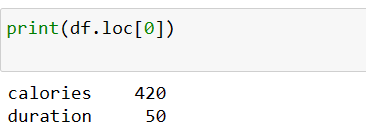 print(df.loc[0])
calories    420
duration     50